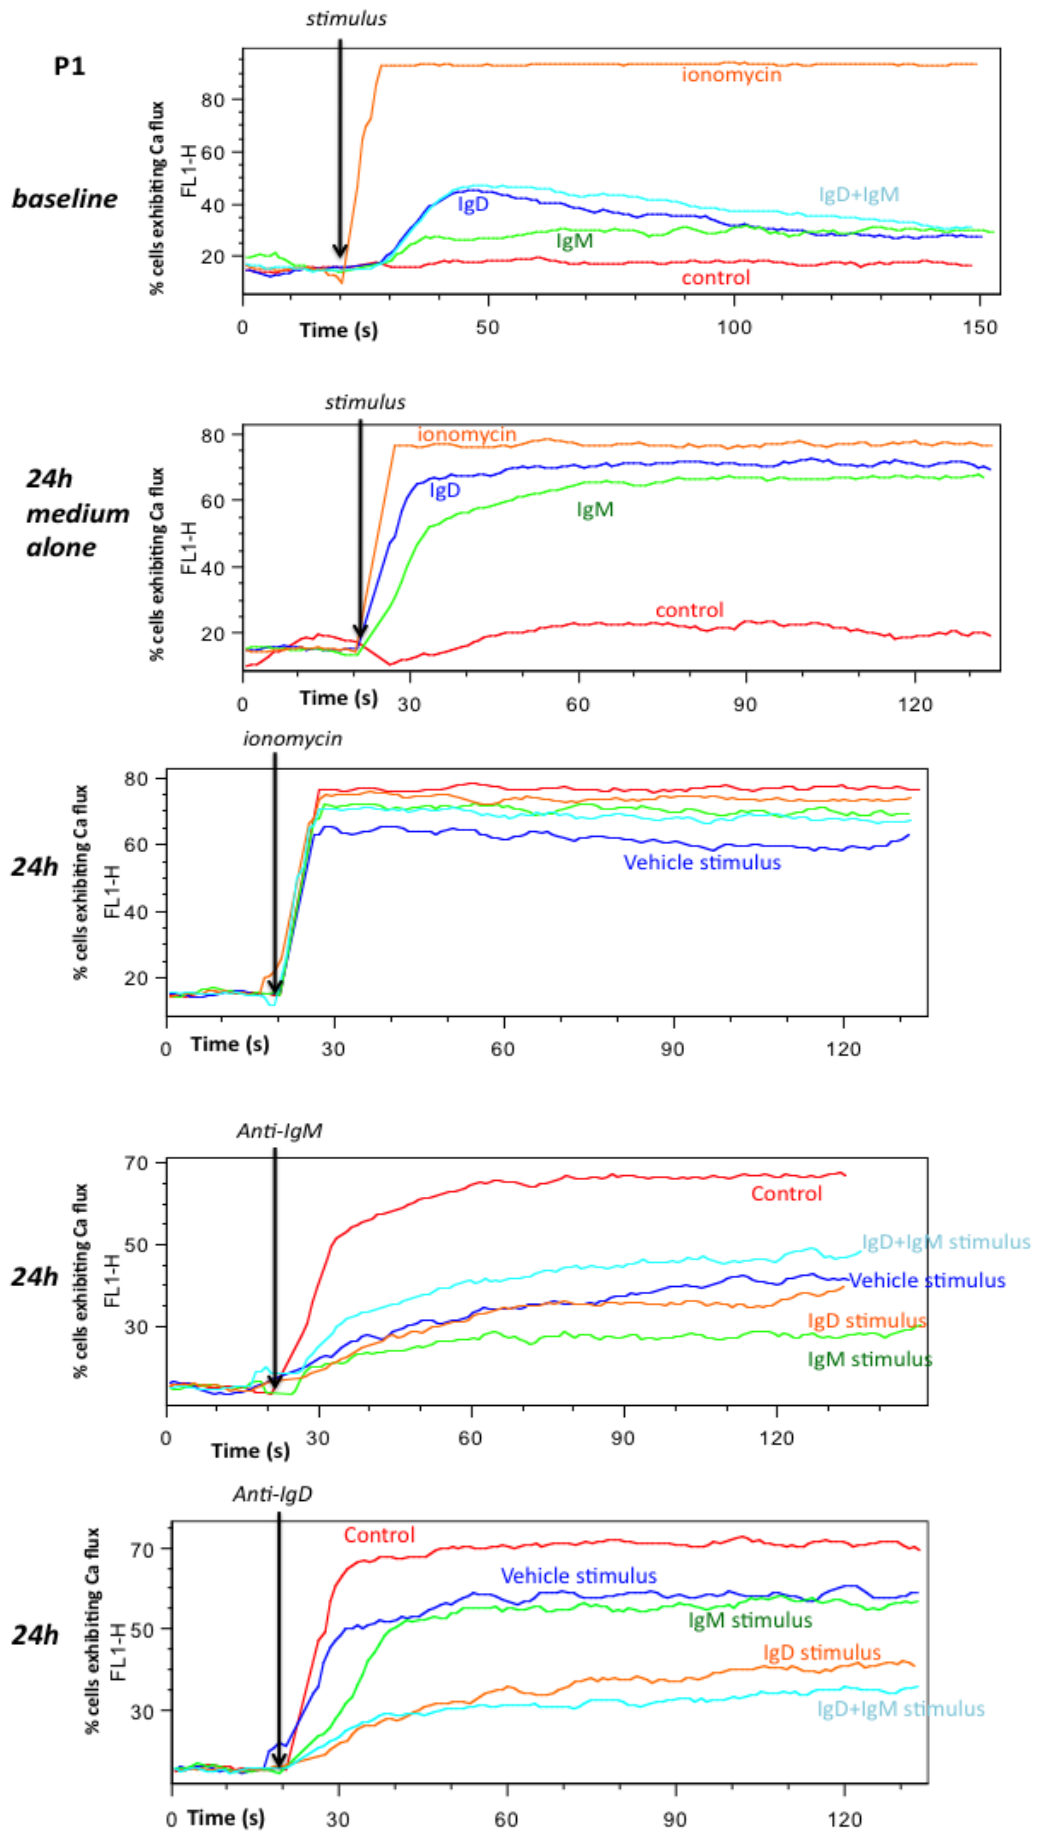 stimulus
P1
baseline
% cells exhibiting Ca flux
FL1-H
80
60
40
20
ionomycin
IgD+IgM
IgD
IgM
control
0
50
100
150
Time (s)
stimulus
24h
medium
alone
% cells exhibiting Ca flux
FL1-H
80
60
40
20
ionomycin
IgD
IgM
control
0
30
60
90
120
Time (s)
ionomycin
24h
% cells exhibiting Ca flux
FL1-H
80
60
40
20
Vehicle stimulus
0
Time (s)
30
60
90
120
Anti-IgM
24h
% cells exhibiting Ca flux
FL1-H
70
50
30
Control
IgD+IgM stimulus
Vehicle stimulus
IgD stimulus
IgM stimulus
0
30
60
90
120
Time (s)
Anti-IgD
24h
% cells exhibiting Ca flux
FL1-H
70
50
30
Control
Vehicle stimulus
IgM stimulus
IgD stimulus
IgD+IgM stimulus
0
Time (s)
30
60
90
120